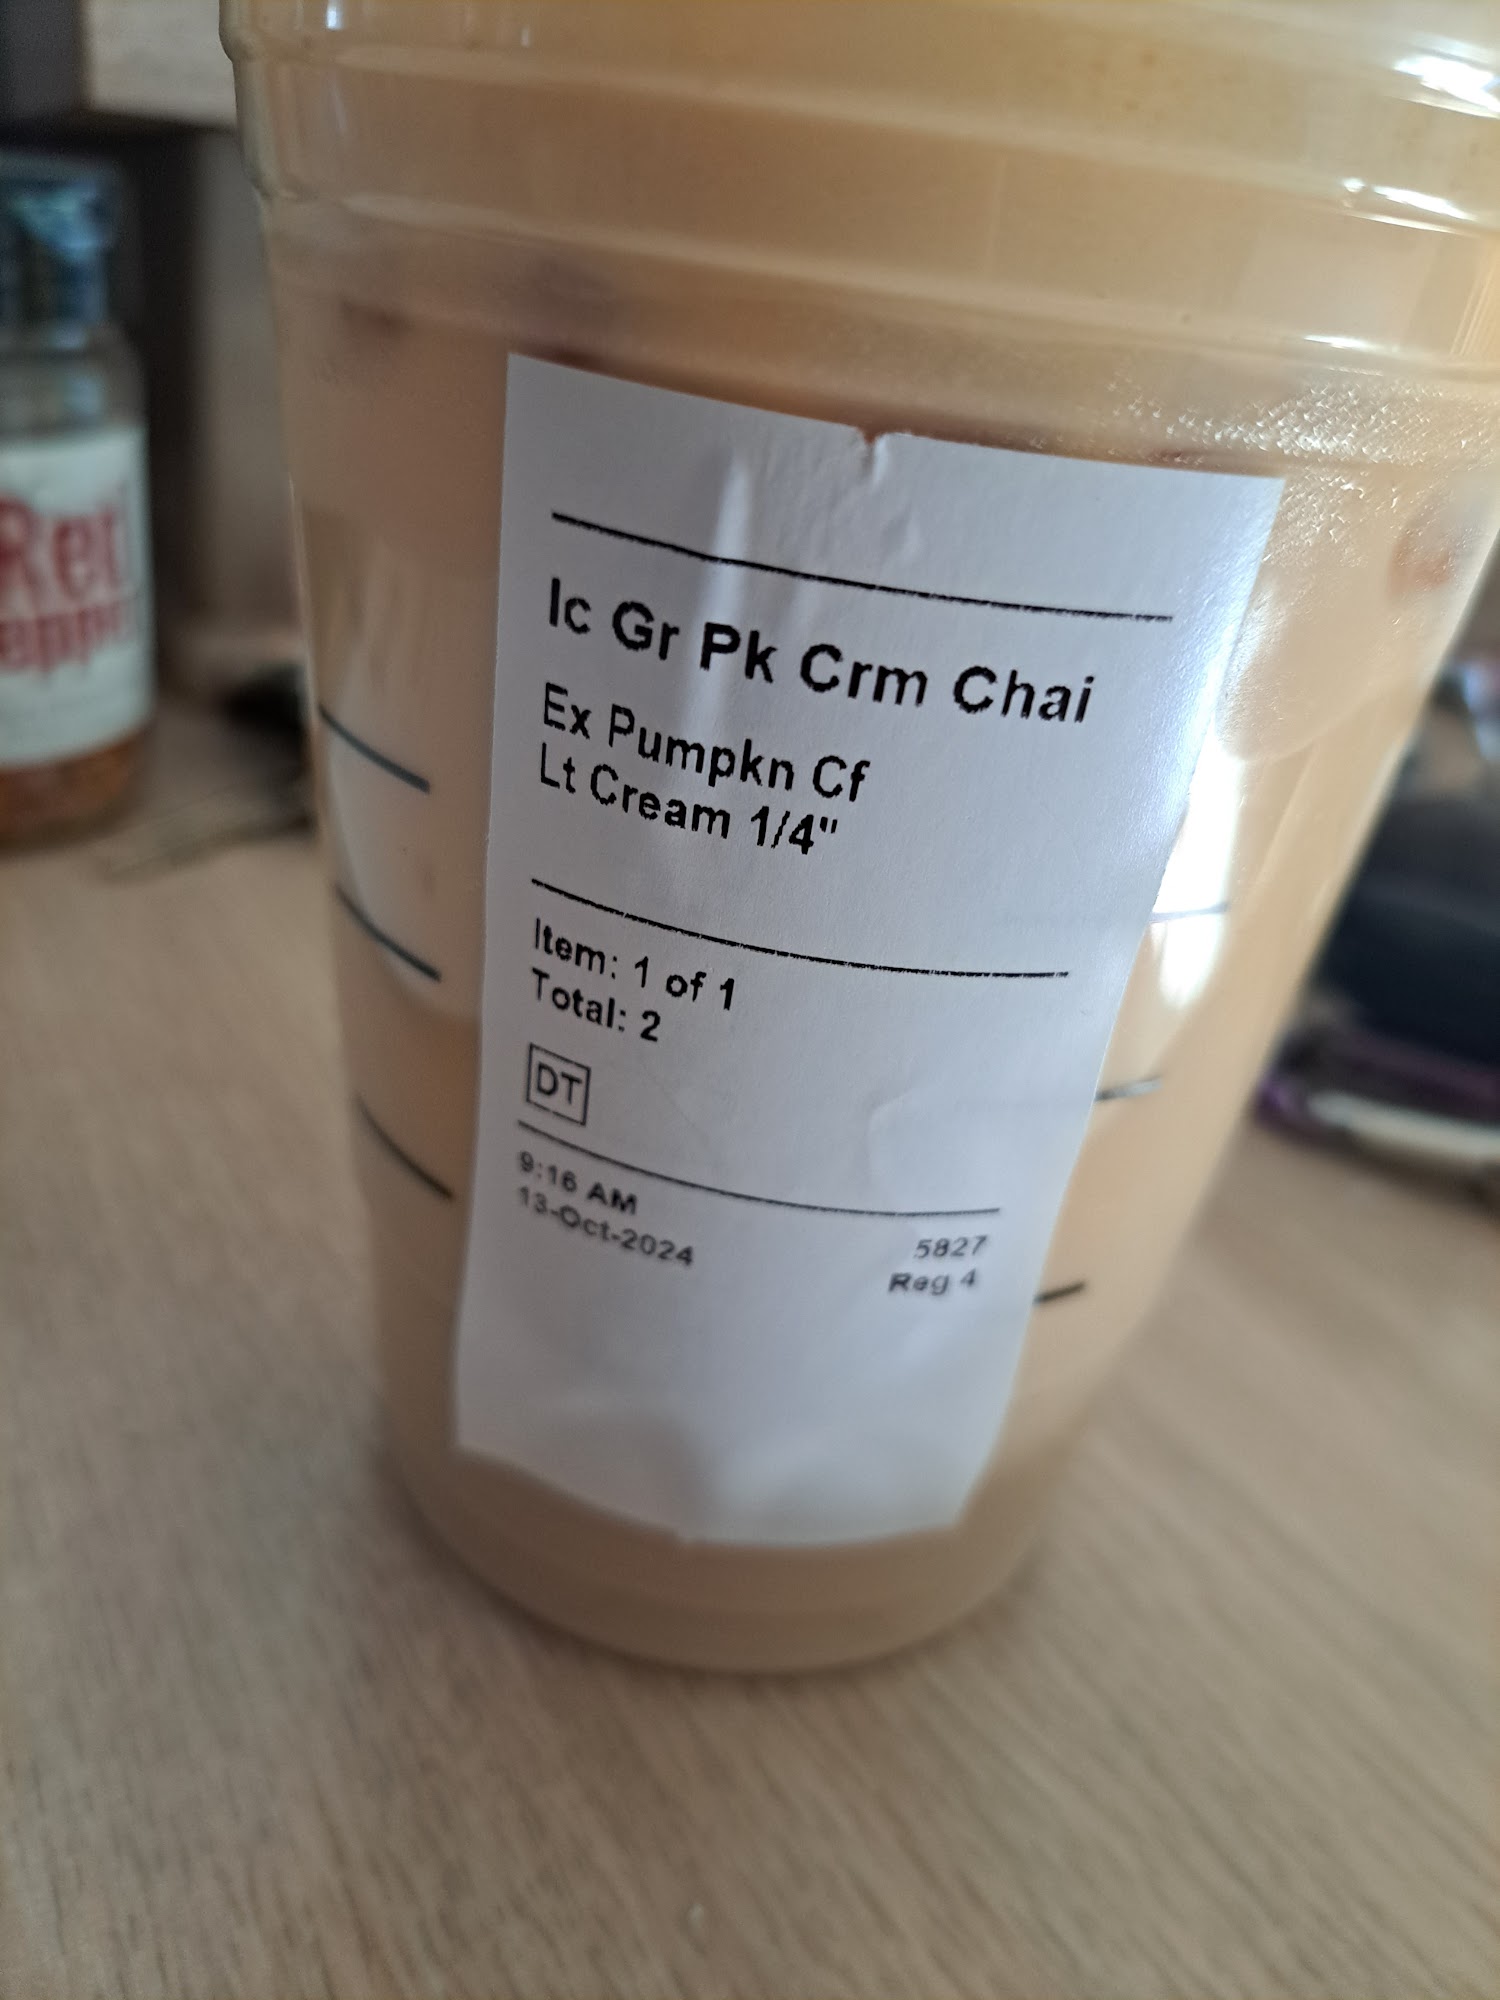 Ic Gr Pk Crm Chai
Ex Pumpkn Cf
Lt Cream 1/4"
Item: 1 of 1
Total: 2
DT
9:16 AM
13-Oct-2024
5827
Reg 4
Red